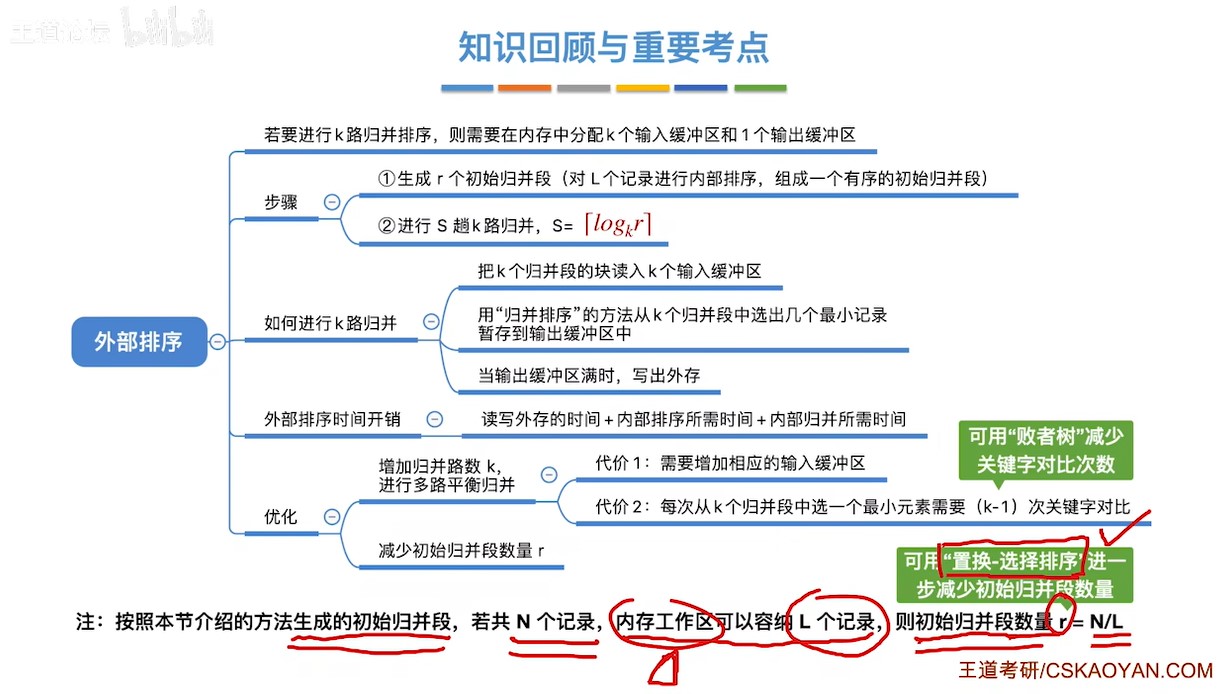 王道论坛 bilibili
知识回顾与重要考点
若要进行k路归并排序，则需要在内存中分配k个输入缓冲区和1个输出缓冲区
步骤
①生成 r 个初始归并段（对 L个记录进行内部排序，组成一个有序的初始归并段）
②进行 S 趟k路归并，S= ⌈logₖr⌉
外部排序
如何进行k路归并
把k个归并段的块读入k个输入缓冲区
用“归并排序”的方法从k个归并段中选出几个最小记录
暂存到输出缓冲区中
当输出缓冲区满时，写出外存
外部排序时间开销
读写外存的时间+内部排序所需时间+内部归并所需时间
优化
增加归并路数 k，
进行多路平衡归并
代价1：需要增加相应的输入缓冲区
代价2：每次从k个归并段中选一个最小元素需要（k-1）次关键字对比
可用“败者树”减少
关键字对比次数
减少初始归并段数量 r
可用“置换-选择排序”进一
步减少初始归并段数量
注：按照本节介绍的方法生成的初始归并段，若共 N 个记录，内存工作区可以容纳 L 个记录，则初始归并段数量 r = N/L
王道考研/CSKAOYAN.COM